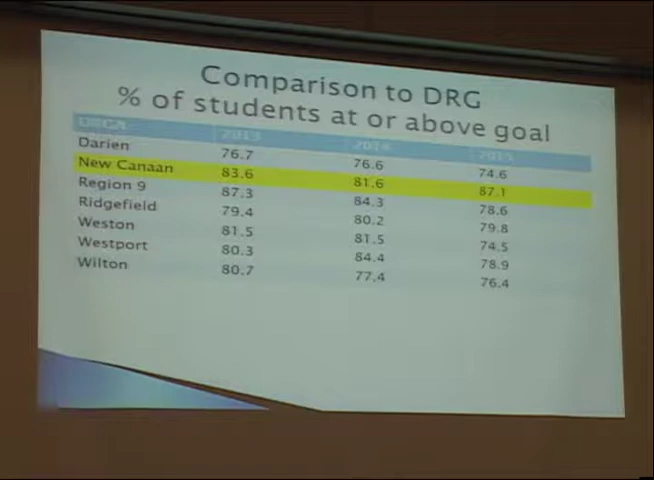 Comparison to DRG
% of students at or above goal
DRGA 2013 2014 2015
Darien 76.7 76.6 74.6
New Canaan 83.6 81.6 87.1
Region 9 87.3 84.3 78.6
Ridgefield 79.4 80.2 79.8
Weston 81.5 81.5 74.5
Westport 80.3 84.4 78.9
Wilton 80.7 77.4 76.4